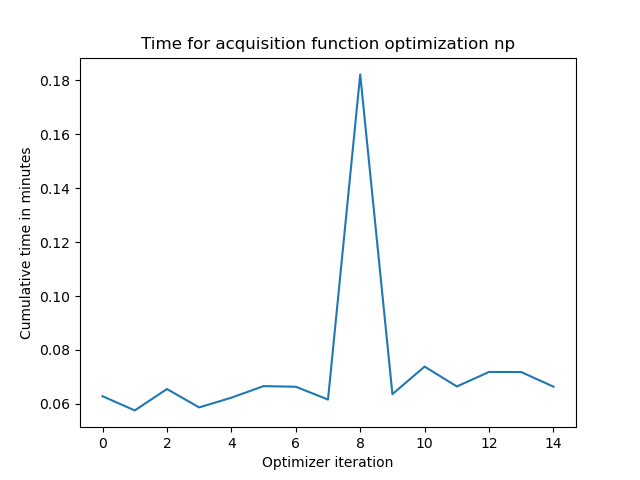 Time for acquisition function optimization np
Cumulative time in minutes
0.18
0.16
0.14
0.12
0.10
0.08
0.06
0 2 4 6 8 10 12 14
Optimizer iteration